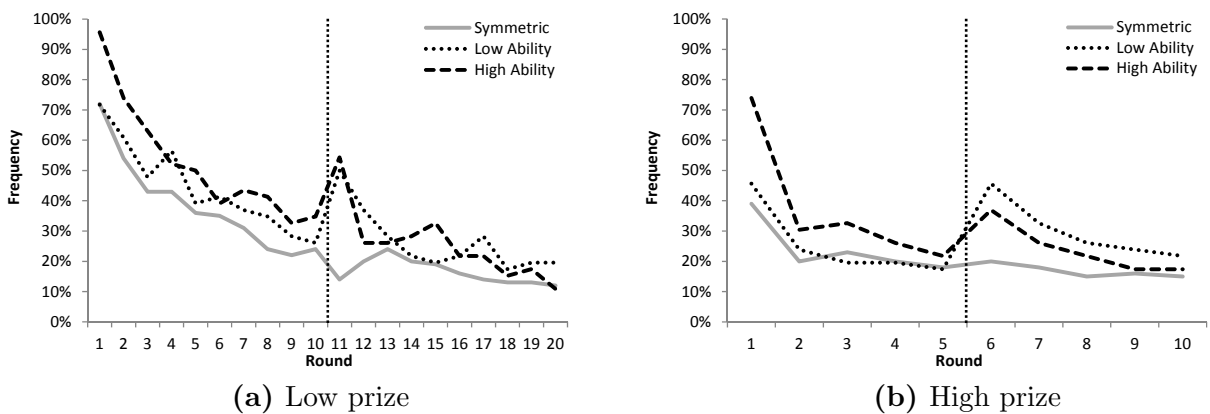 100%
90%
80%
70%
60%
50%
40%
30%
20%
10%
0%
Frequency
Symmetric
Low Ability
High Ability
1 2 3 4 5 6 7 8 9 10 11 12 13 14 15 16 17 18 19 20
Round
(a) Low prize
100%
90%
80%
70%
60%
50%
40%
30%
20%
10%
0%
Frequency
Symmetric
Low Ability
High Ability
1 2 3 4 5 6 7 8 9 10
Round
(b) High prize